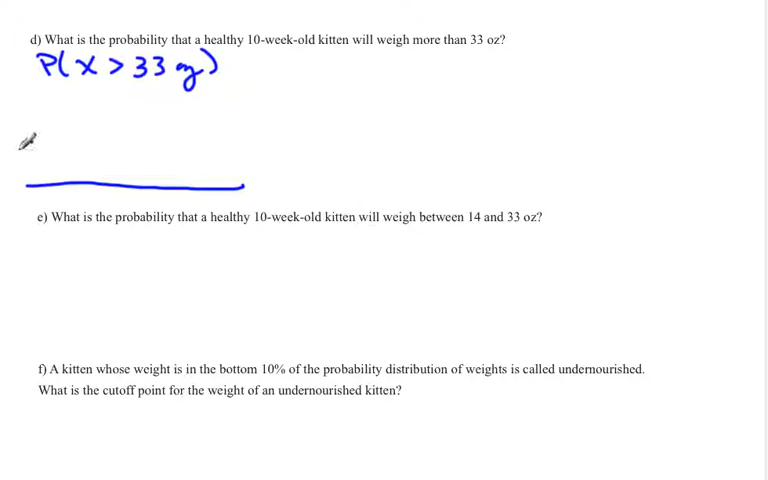 d) What is the probability that a healthy 10-week-old kitten will weigh more than 33 oz?
P(x > 33 oz)
e) What is the probability that a healthy 10-week-old kitten will weigh between 14 and 33 oz?
f) A kitten whose weight is in the bottom 10% of the probability distribution of weights is called undernourished.
What is the cutoff point for the weight of an undernourished kitten?